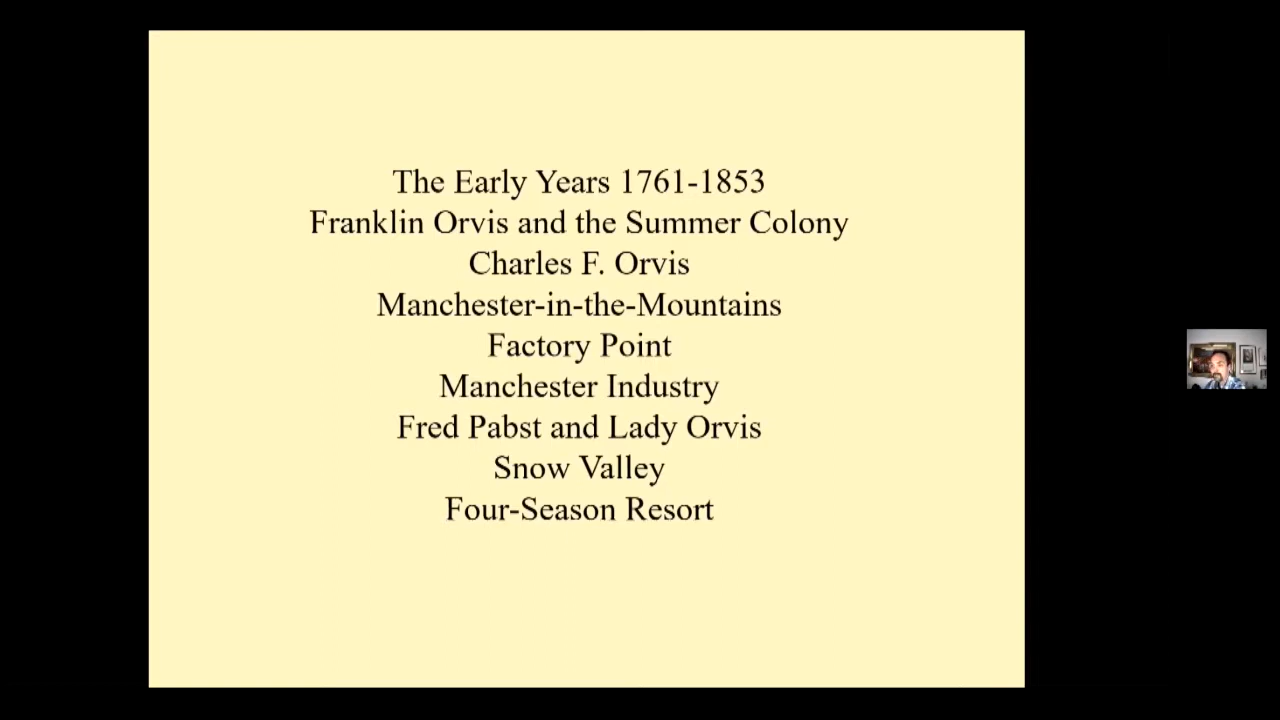 The Early Years 1761-1853
Franklin Orvis and the Summer Colony
Charles F. Orvis
Manchester-in-the-Mountains
Factory Point
Manchester Industry
Fred Pabst and Lady Orvis
Snow Valley
Four-Season Resort